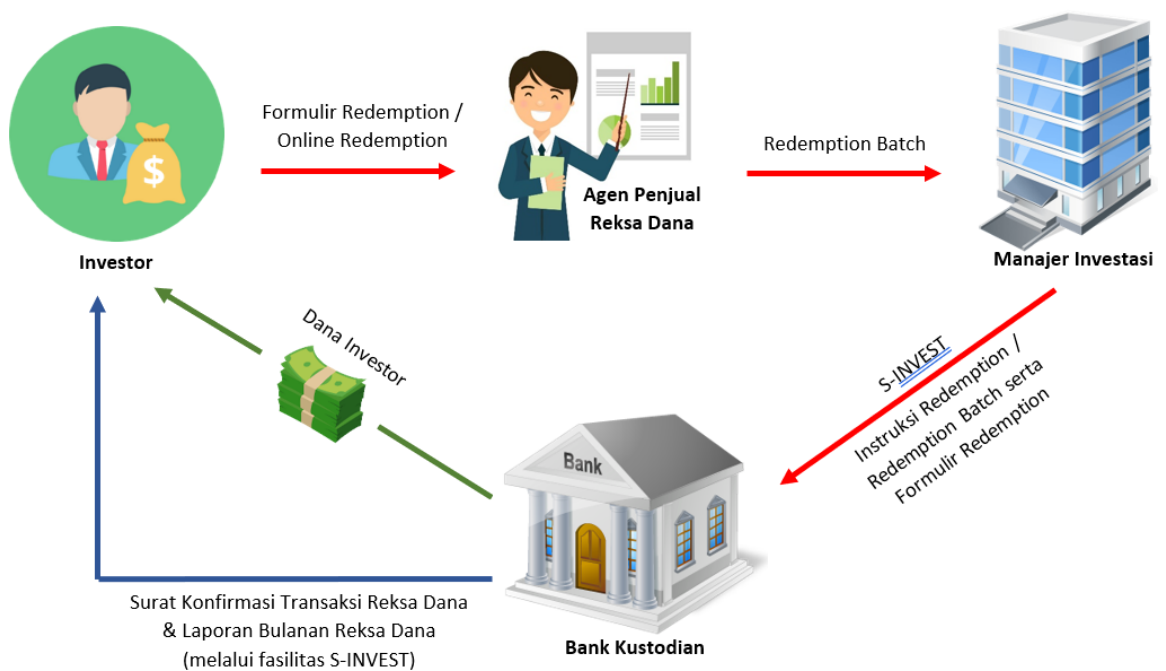 Formulir Redemption /
Online Redemption
Redemption Batch
Agen Penjual
Reksa Dana
Investor
Manajer Investasi
Dana Investor
S-INVEST
Instruksi Redemption /
Redemption Batch serta
Formulir Redemption
Bank
$
Surat Konfirmasi Transaksi Reksa Dana
& Laporan Bulanan Reksa Dana
(melalui fasilitas S-INVEST)
Bank Kustodian